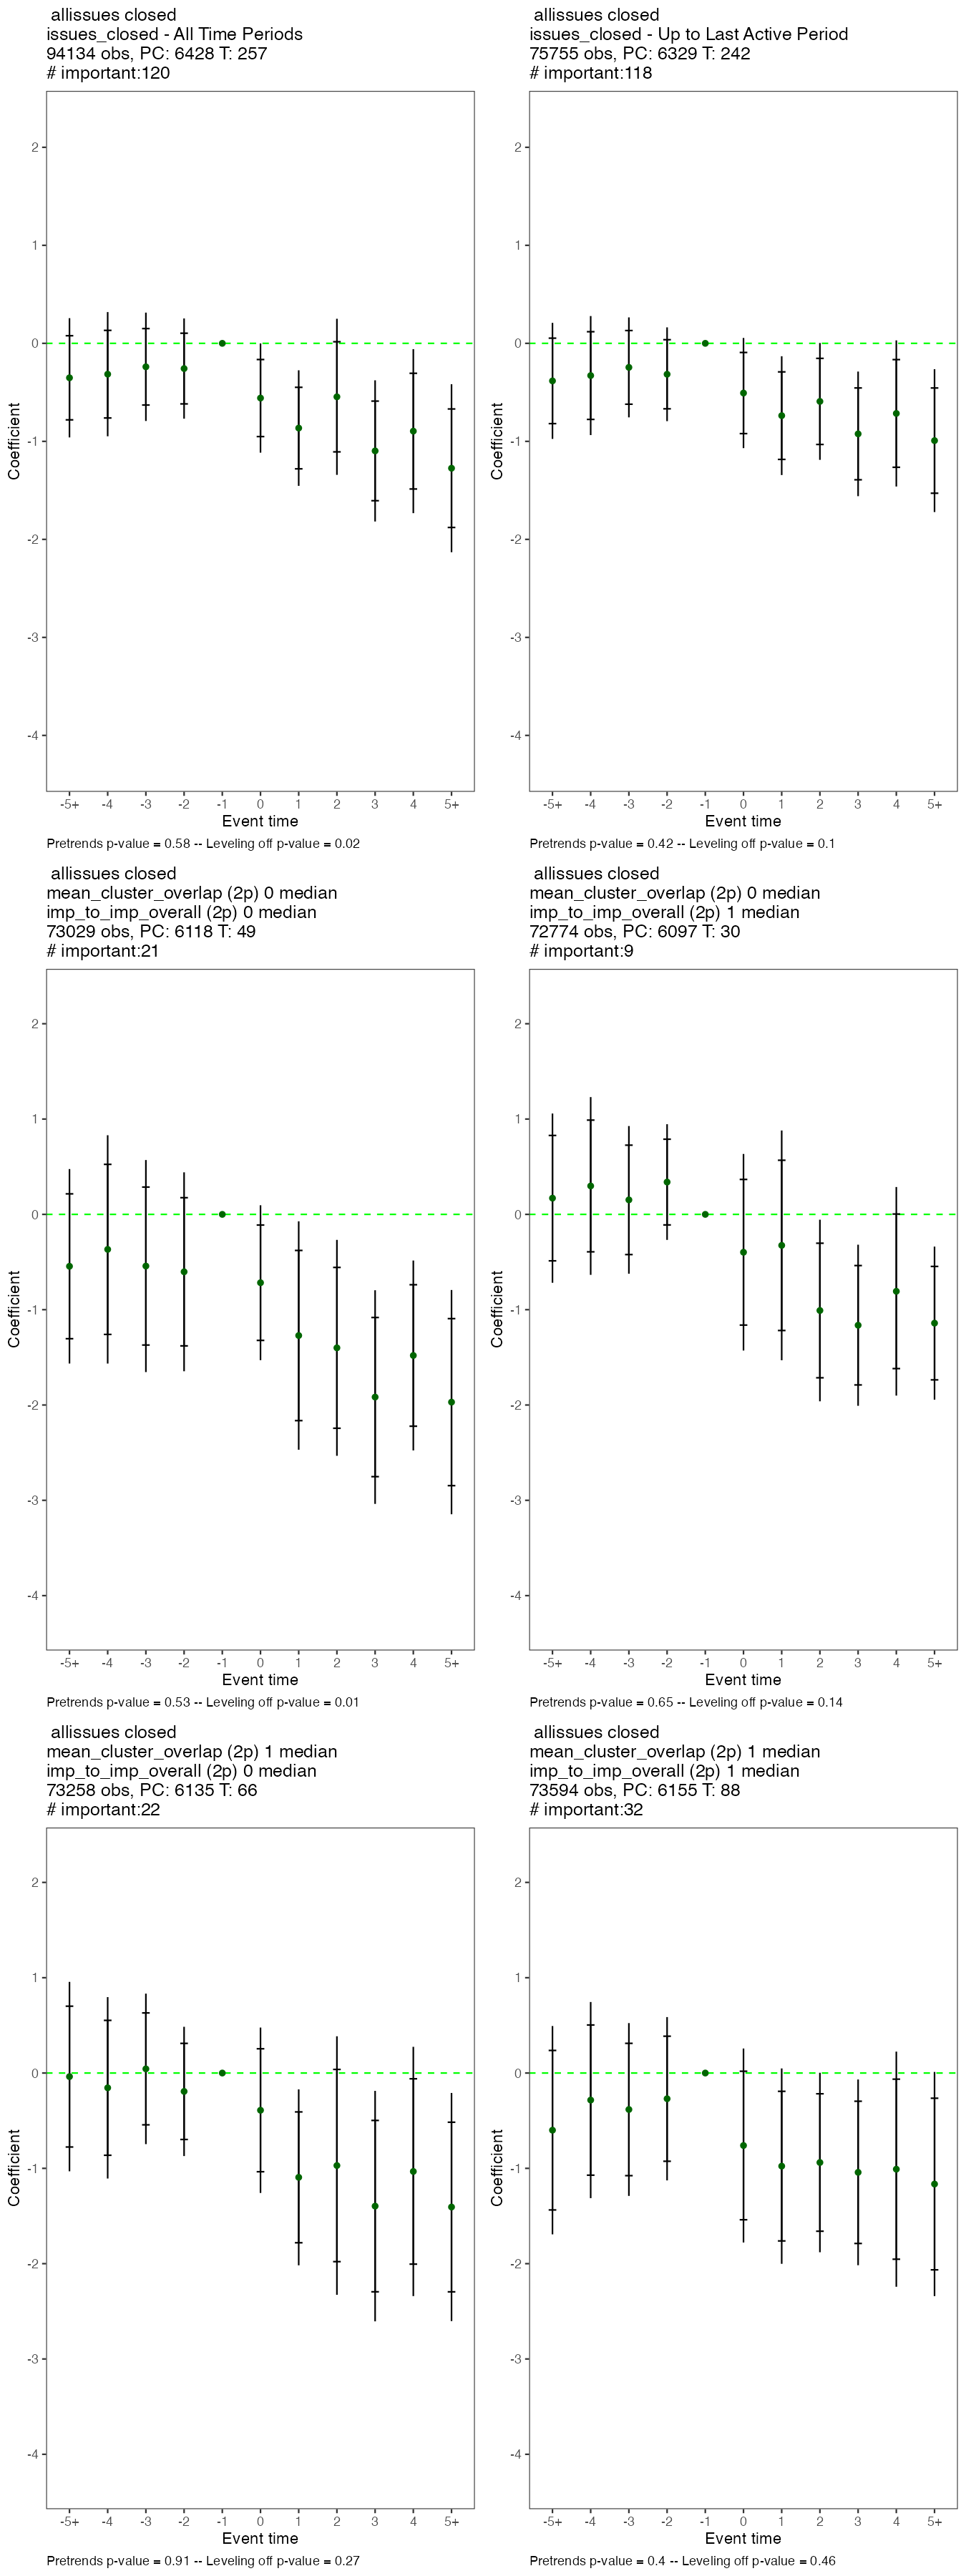 allissues closed
issues_closed - All Time Periods
94134 obs, PC: 6428 T: 257
# important:120
2
1
0
-1
-2
-3
-4
Coefficient
-5+ -4 -3 -2 -1 0 1 2 3 4 5+
Event time
Pretrends p-value = 0.58 -- Leveling off p-value = 0.02
allissues closed
issues_closed - Up to Last Active Period
75755 obs, PC: 6329 T: 242
# important:118
2
1
0
-1
-2
-3
-4
Coefficient
-5+ -4 -3 -2 -1 0 1 2 3 4 5+
Event time
Pretrends p-value = 0.42 -- Leveling off p-value = 0.1
allissues closed
mean_cluster_overlap (2p) 0 median
imp_to_imp_overall (2p) 0 median
73029 obs, PC: 6118 T: 49
# important:21
2
1
0
-1
-2
-3
-4
Coefficient
-5+ -4 -3 -2 -1 0 1 2 3 4 5+
Event time
Pretrends p-value = 0.53 -- Leveling off p-value = 0.01
allissues closed
mean_cluster_overlap (2p) 0 median
imp_to_imp_overall (2p) 1 median
72774 obs, PC: 6097 T: 30
# important:9
2
1
0
-1
-2
-3
-4
Coefficient
-5+ -4 -3 -2 -1 0 1 2 3 4 5+
Event time
Pretrends p-value = 0.65 -- Leveling off p-value = 0.14
allissues closed
mean_cluster_overlap (2p) 1 median
imp_to_imp_overall (2p) 0 median
73258 obs, PC: 6135 T: 66
# important:22
2
1
0
-1
-2
-3
-4
Coefficient
-5+ -4 -3 -2 -1 0 1 2 3 4 5+
Event time
Pretrends p-value = 0.91 -- Leveling off p-value = 0.27
allissues closed
mean_cluster_overlap (2p) 1 median
imp_to_imp_overall (2p) 1 median
73594 obs, PC: 6155 T: 88
# important:32
2
1
0
-1
-2
-3
-4
Coefficient
-5+ -4 -3 -2 -1 0 1 2 3 4 5+
Event time
Pretrends p-value = 0.4 -- Leveling off p-value = 0.46